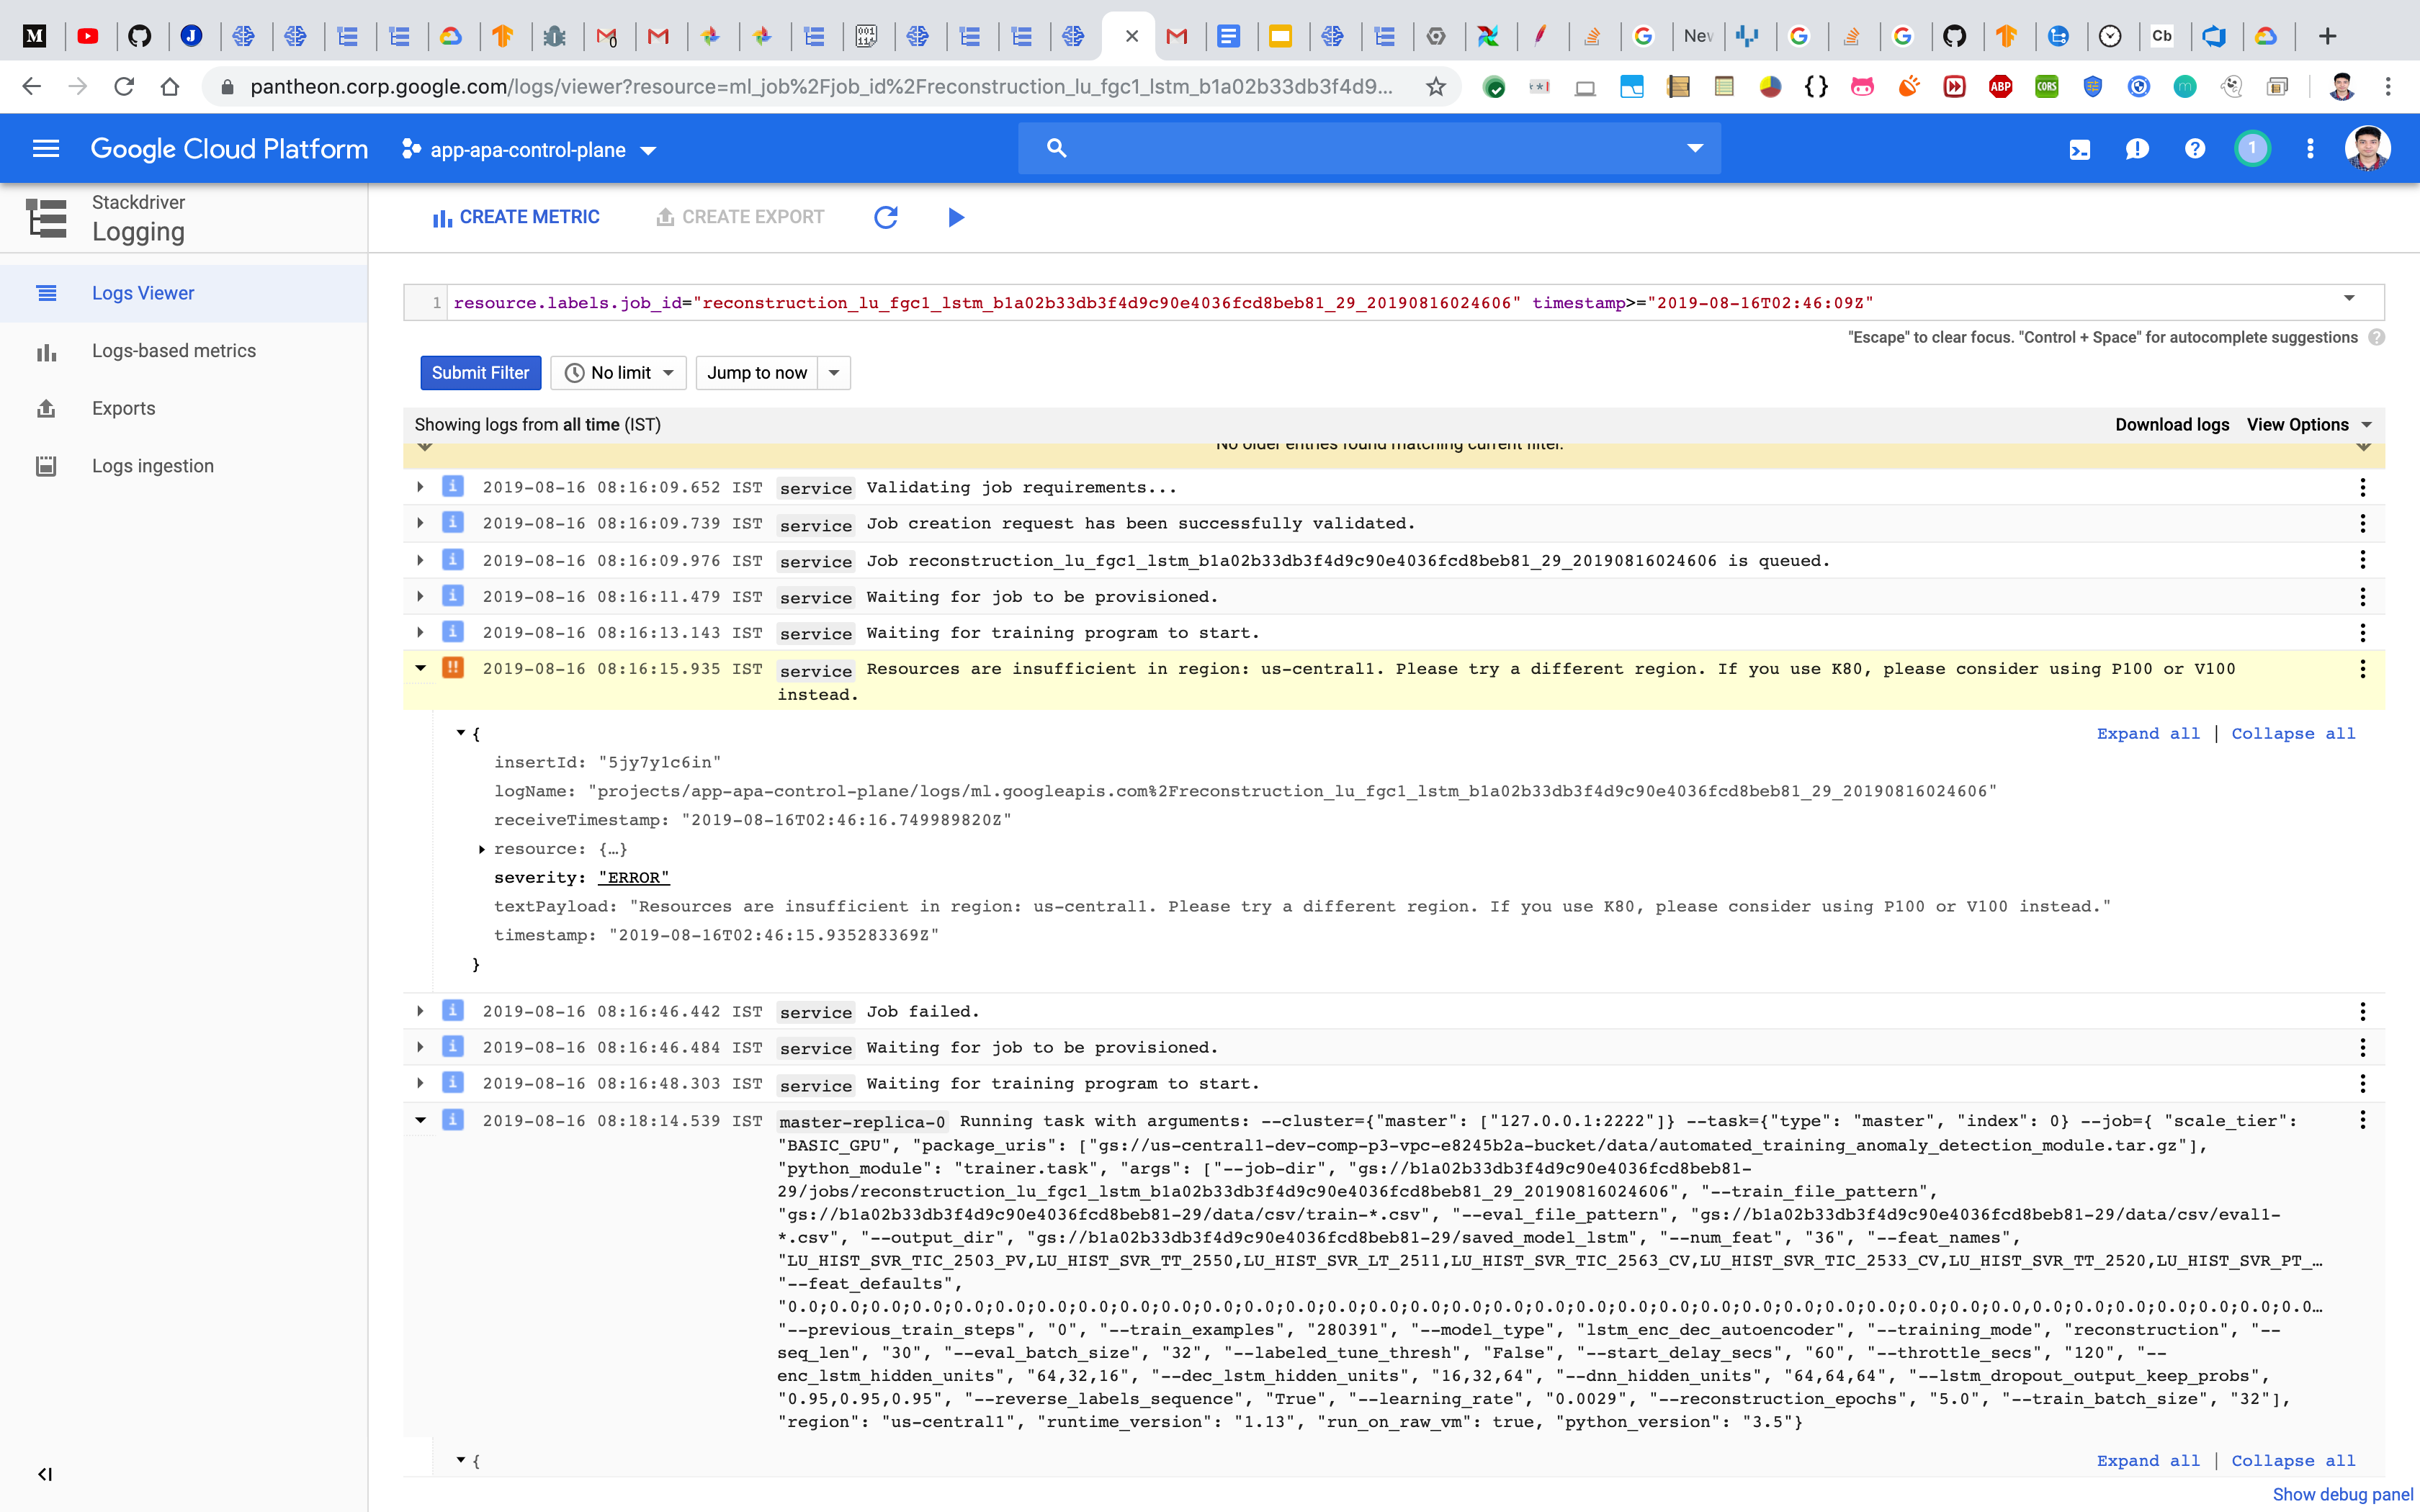 New
Cb
pantheon.corp.google.com/logs/viewer?resource=ml_job%2Fjob_id%2Freconstruction_lu_fgc1_lstm_b1a02b33db3f4d9...
ABP
CORS
Google Cloud Platform
app-apa-control-plane
1
Stackdriver
Logging
CREATE METRIC
CREATE EXPORT
Logs Viewer
Logs-based metrics
Exports
Logs ingestion
1 resource.labels.job_id="reconstruction_lu_fgc1_lstm_b1a02b33db3f4d9c90e4036fcd8beb81_29_20190816024606" timestamp>="2019-08-16T02:46:09Z"
"Escape" to clear focus. "Control + Space" for autocomplete suggestions
Submit Filter
No limit
Jump to now
Showing logs from all time (IST)
Download logs
View Options
No older entries found matching current filter.
2019-08-16 08:16:09.652 IST service Validating job requirements...
2019-08-16 08:16:09.739 IST service Job creation request has been successfully validated.
2019-08-16 08:16:09.976 IST service Job reconstruction_lu_fgc1_lstm_b1a02b33db3f4d9c90e4036fcd8beb81_29_20190816024606 is queued.
2019-08-16 08:16:11.479 IST service Waiting for job to be provisioned.
2019-08-16 08:16:13.143 IST service Waiting for training program to start.
2019-08-16 08:16:15.935 IST service Resources are insufficient in region: us-central1. Please try a different region. If you use K80, please consider using P100 or V100
instead.
{
Expand all | Collapse all
insertId: "5jy7y1c6in"
logName: "projects/app-apa-control-plane/logs/ml.googleapis.com%2Freconstruction_lu_fgc1_lstm_b1a02b33db3f4d9c90e4036fcd8beb81_29_20190816024606"
receiveTimestamp: "2019-08-16T02:46:16.749989820Z"
resource: {…}
severity: "ERROR"
textPayload: "Resources are insufficient in region: us-central1. Please try a different region. If you use K80, please consider using P100 or V100 instead."
timestamp: "2019-08-16T02:46:15.935283369Z"
}
2019-08-16 08:16:46.442 IST service Job failed.
2019-08-16 08:16:46.484 IST service Waiting for job to be provisioned.
2019-08-16 08:16:48.303 IST service Waiting for training program to start.
2019-08-16 08:18:14.539 IST master-replica-0 Running task with arguments: --cluster={"master": ["127.0.0.1:2222"]} --task={"type": "master", "index": 0} --job={ "scale_tier":
"BASIC_GPU", "package_uris": ["gs://us-central1-dev-comp-p3-vpc-e8245b2a-bucket/data/automated_training_anomaly_detection_module.tar.gz"],
"python_module": "trainer.task", "args": ["--job-dir", "gs://b1a02b33db3f4d9c90e4036fcd8beb81-
29/jobs/reconstruction_lu_fgc1_lstm_b1a02b33db3f4d9c90e4036fcd8beb81_29_20190816024606", "--train_file_pattern",
"gs://b1a02b33db3f4d9c90e4036fcd8beb81-29/data/csv/train-*.csv", "--eval_file_pattern", "gs://b1a02b33db3f4d9c90e4036fcd8beb81-29/data/csv/eval1-
*.csv", "--output_dir", "gs://b1a02b33db3f4d9c90e4036fcd8beb81-29/saved_model_lstm", "--num_feat", "36", "--feat_names",
"LU_HIST_SVR_TIC_2503_PV,LU_HIST_SVR_TT_2550,LU_HIST_SVR_LT_2511,LU_HIST_SVR_TIC_2563_CV,LU_HIST_SVR_TIC_2533_CV,LU_HIST_SVR_TT_2520,LU_HIST_SVR_PT_…
"--feat_defaults",
"0.0;0.0;0.0;0.0;0.0;0.0;0.0;0.0;0.0;0.0;0.0;0.0;0.0;0.0;0.0;0.0;0.0;0.0;0.0;0.0;0.0;0.0;0.0;0.0;0.0;0.0;0.0;0.0;0.0;0.0,0.0;0.0;0.0;0.0;0.0;0.0;0.0…
"--previous_train_steps", "0", "--train_examples", "280391", "--model_type", "lstm_enc_dec_autoencoder", "--training_mode", "reconstruction", "--
seq_len", "30", "--eval_batch_size", "32", "--labeled_tune_thresh", "False", "--start_delay_secs", "60", "--throttle_secs", "120", "--
enc_lstm_hidden_units", "64,32,16", "--dec_lstm_hidden_units", "16,32,64", "--dnn_hidden_units", "64,64,64", "--lstm_dropout_output_keep_probs",
"0.95,0.95,0.95", "--reverse_labels_sequence", "True", "--learning_rate", "0.0029", "--reconstruction_epochs", "5.0", "--train_batch_size", "32"],
"region": "us-central1", "runtime_version": "1.13", "run_on_raw_vm": true, "python_version": "3.5"}
{
Expand all | Collapse all
Show debug panel